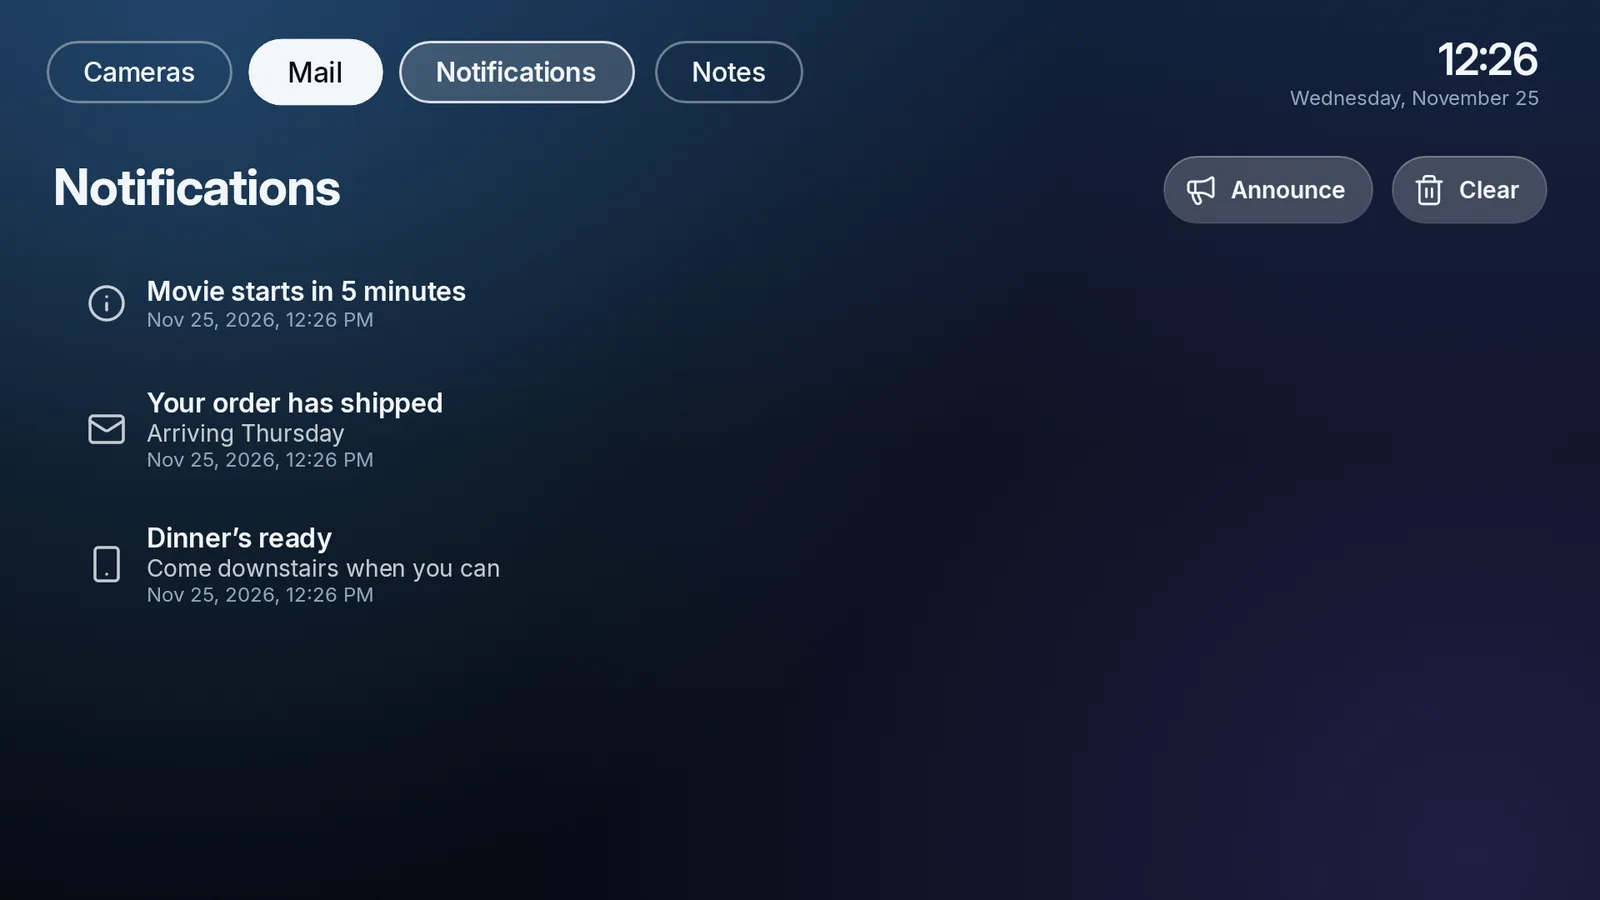 Cameras
Mail
Notifications
Notes
12:26
Wednesday, November 25
Notifications
Announce
Clear
Movie starts in 5 minutes
Nov 25, 2026, 12:26 PM
Your order has shipped
Arriving Thursday
Nov 25, 2026, 12:26 PM
Dinner’s ready
Come downstairs when you can
Nov 25, 2026, 12:26 PM